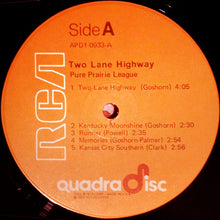 Side A
APD1-0933-A
Two Lane Highway
Pure Prairie League
1 Two Lane Highway (Goshorn) 4:05
2 Kentucky Moonshine (Goshorn) 2:30
3 Runner (Powell) 2:35
4 Memories (Goshorn-Palmer) 3:54
5 Kansas City Southern (Clark) 2:56
RCA
quadradisc